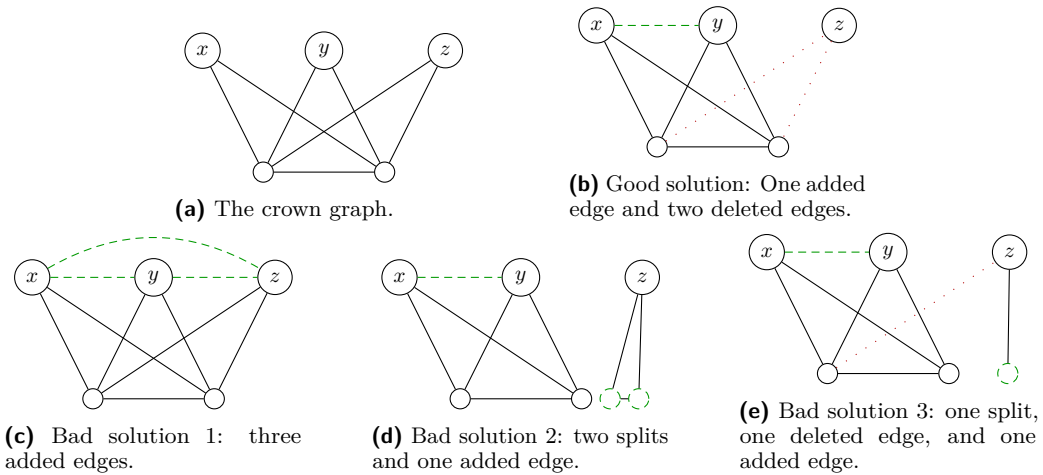 x y z
x y z
(a) The crown graph.
(b) Good solution: One added
edge and two deleted edges.
x y z
x y z
x y z
(c) Bad solution 1: three
added edges.
(d) Bad solution 2: two splits
and one added edge.
(e) Bad solution 3: one split,
one deleted edge, and one
added edge.